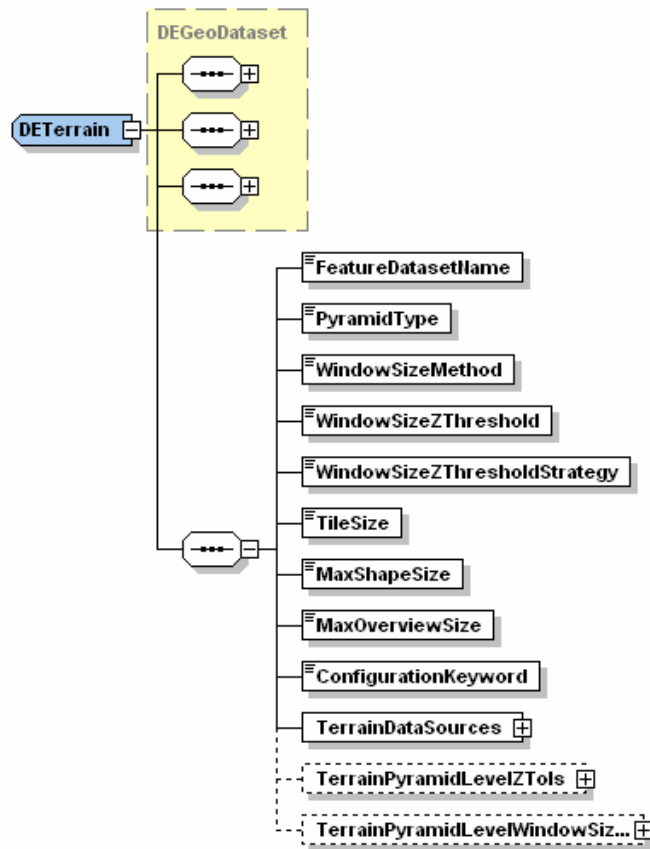 DEGeoDataset
DETerrain
FeatureDatasetName
PyramidType
WindowSizeMethod
WindowSizeZThreshold
WindowSizeZThresholdStrategy
TileSize
MaxShapeSize
MaxOverviewSize
ConfigurationKeyword
TerrainDataSources
TerrainPyramidLevelZTols
TerrainPyramidLevelWindowSiz...